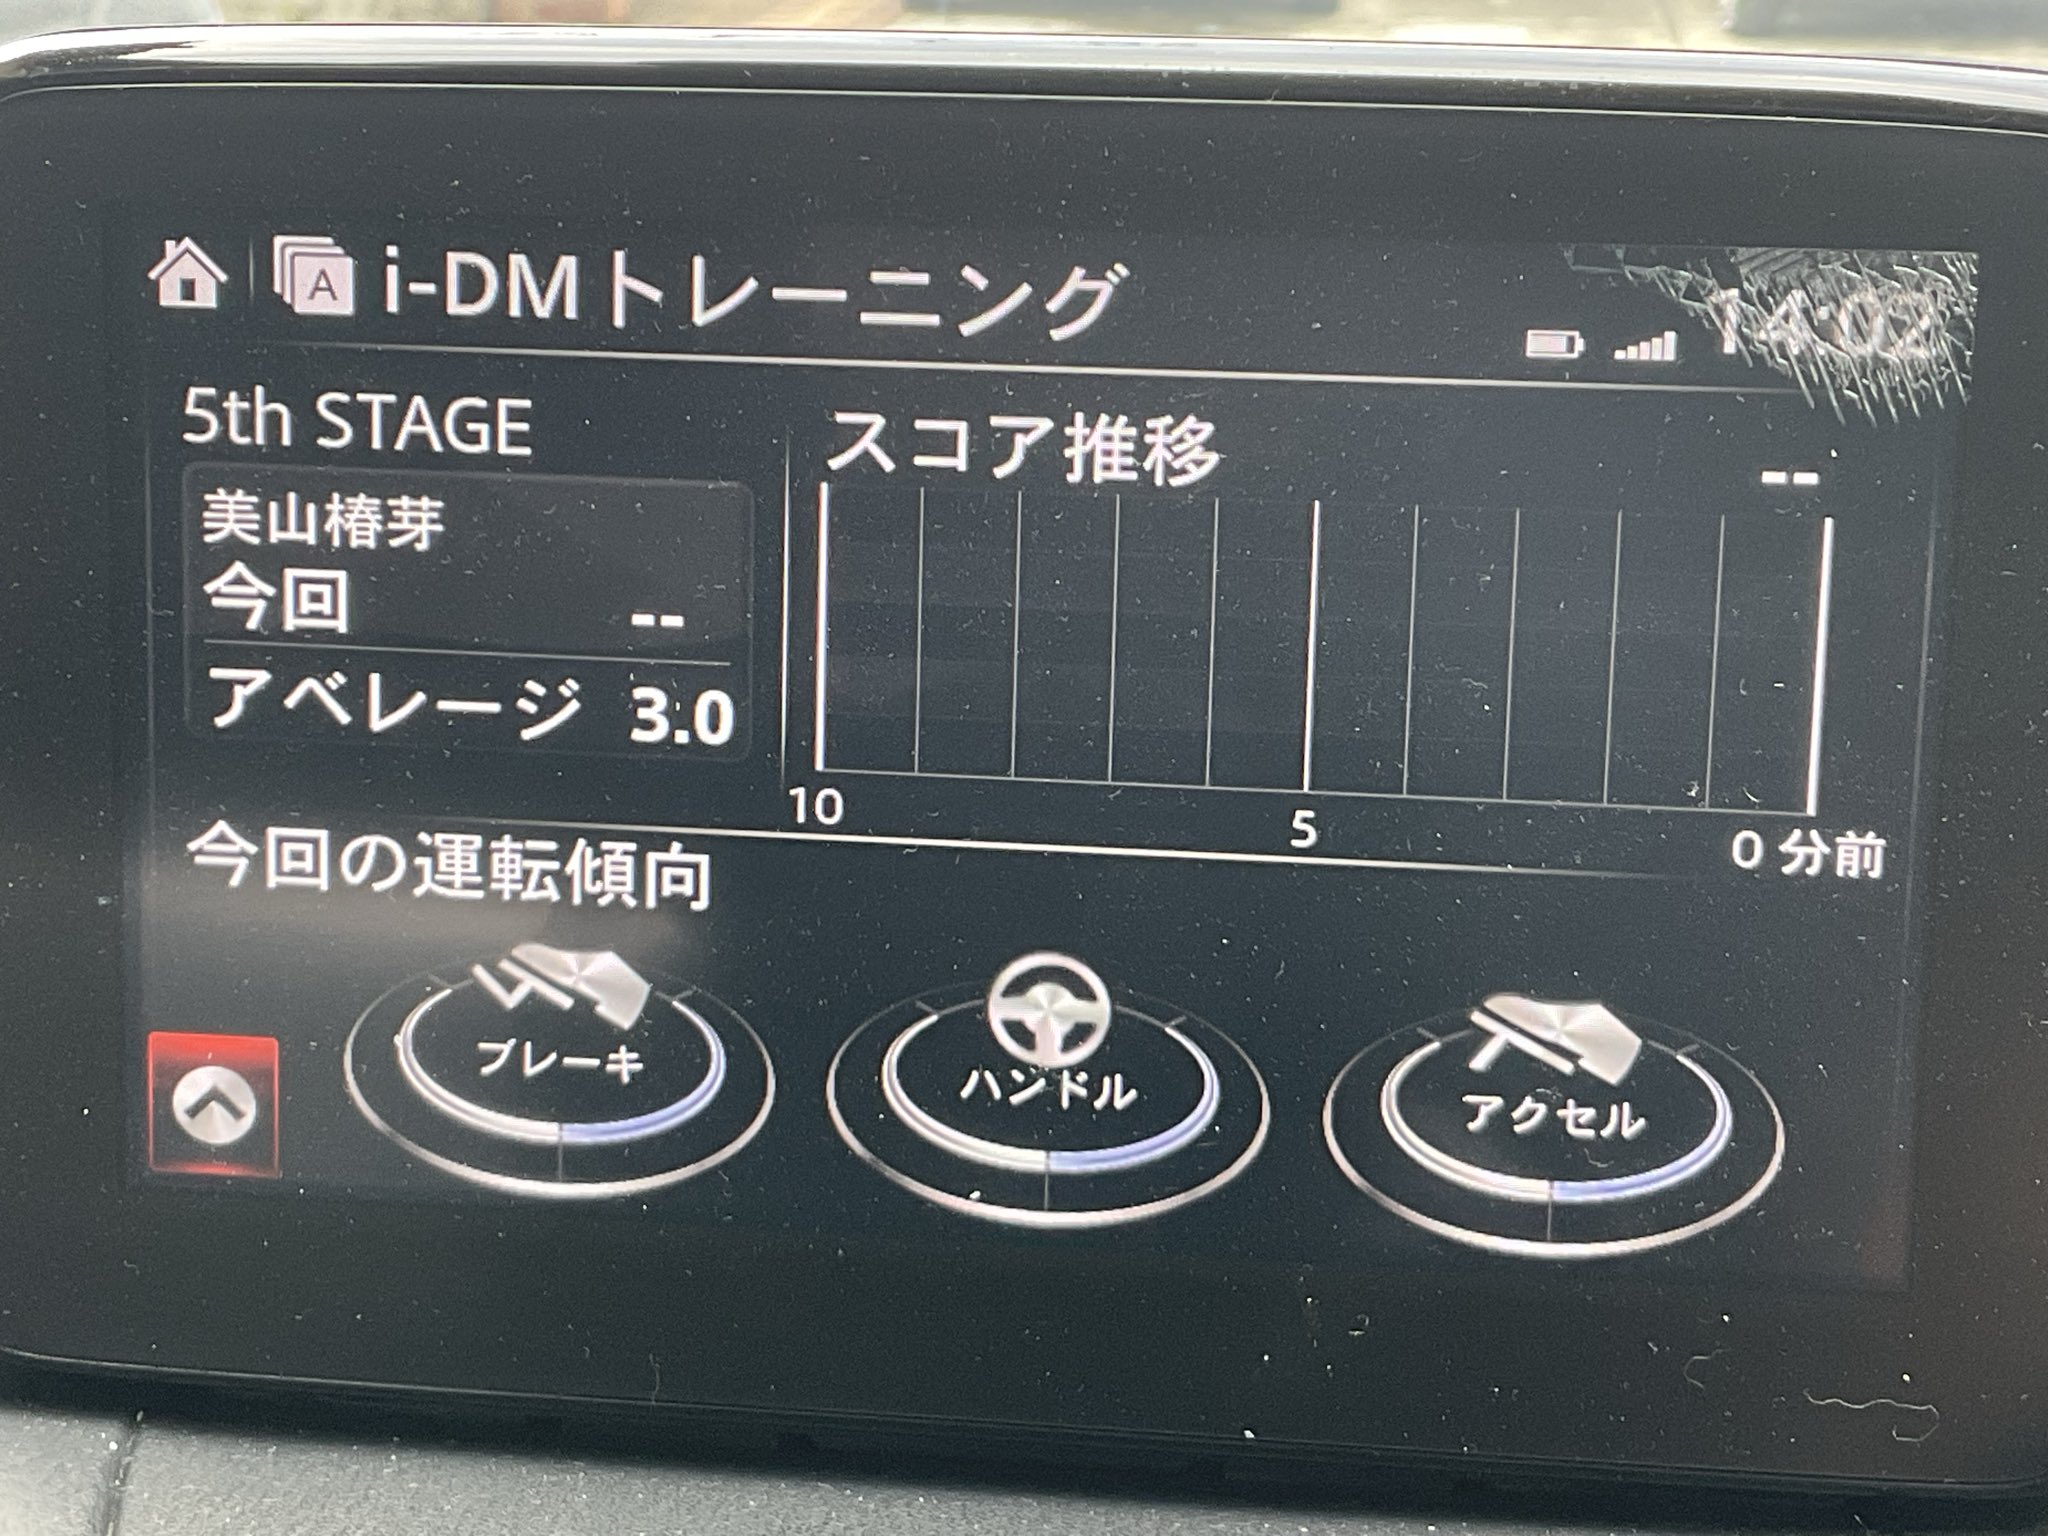 A i-DMトレーニング
14:02
5th STAGE
美山椿芽
今回 --
アベレージ 3.0
スコア推移 --
10 5 0 分前
今回の運転傾向
ブレーキ ハンドル アクセル